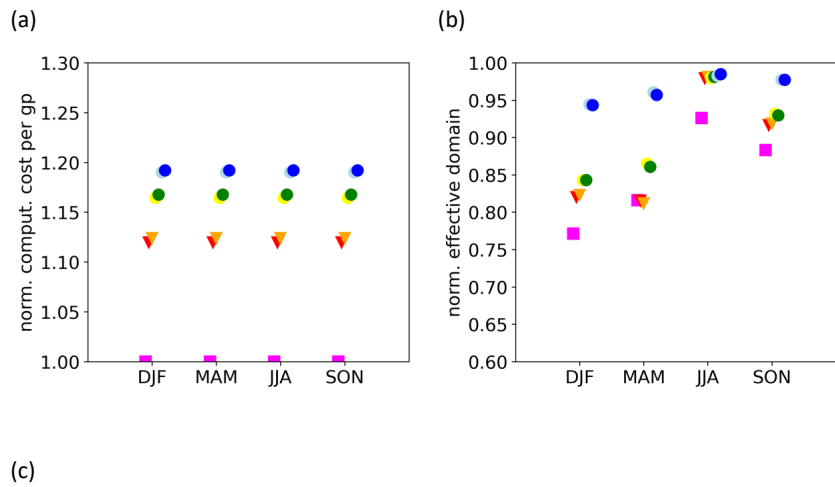 (a)
norm. comput. cost per gp
1.30
1.25
1.20
1.15
1.10
1.05
1.00
DJF MAM JJA SON
(b)
norm. effective domain
1.00
0.95
0.90
0.85
0.80
0.75
0.70
0.65
0.60
DJF MAM JJA SON
(c)